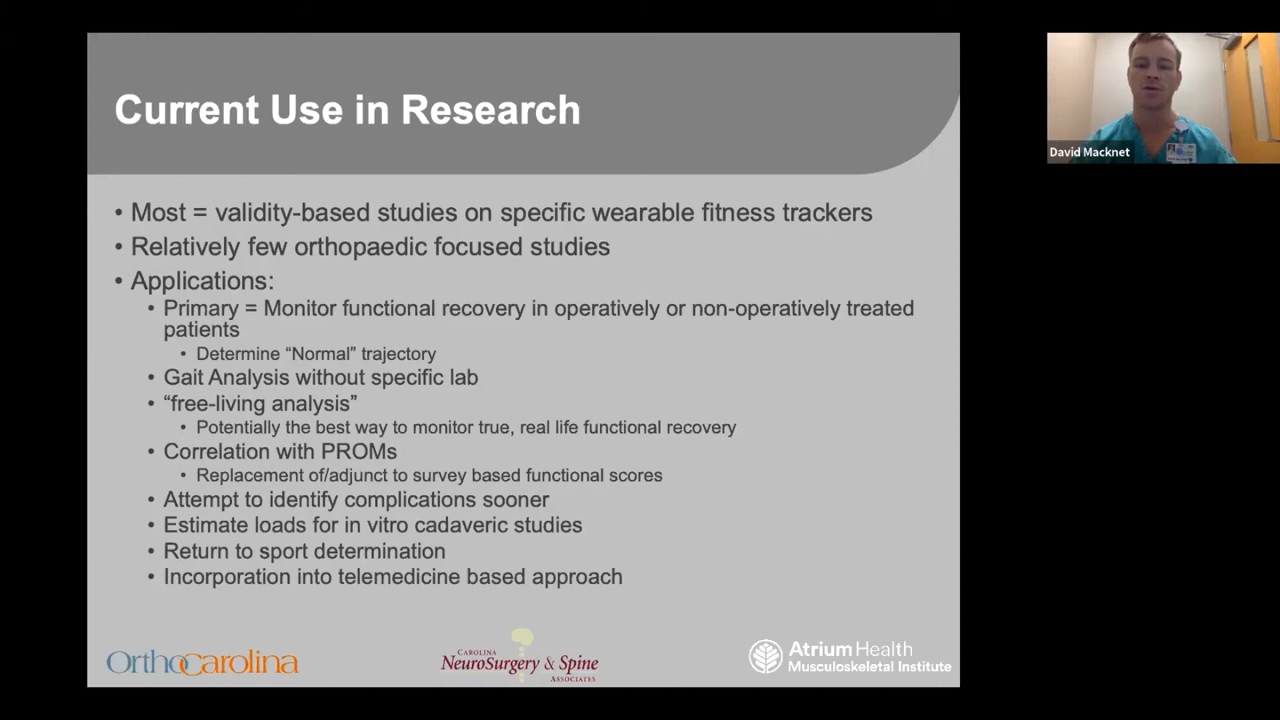 Current Use in Research
David Macknet
• Most = validity-based studies on specific wearable fitness trackers
• Relatively few orthopaedic focused studies
• Applications:
• Primary = Monitor functional recovery in operatively or non-operatively treated
patients
• Determine “Normal” trajectory
• Gait Analysis without specific lab
• “free-living analysis”
• Potentially the best way to monitor true, real life functional recovery
• Correlation with PROMs
• Replacement of/adjunct to survey based functional scores
• Attempt to identify complications sooner
• Estimate loads for in vitro cadaveric studies
• Return to sport determination
• Incorporation into telemedicine based approach
OrthoCarolina
CAROLINA
NEUROSURGERY & SPINE
ASSOCIATES
Atrium Health
Musculoskeletal Institute